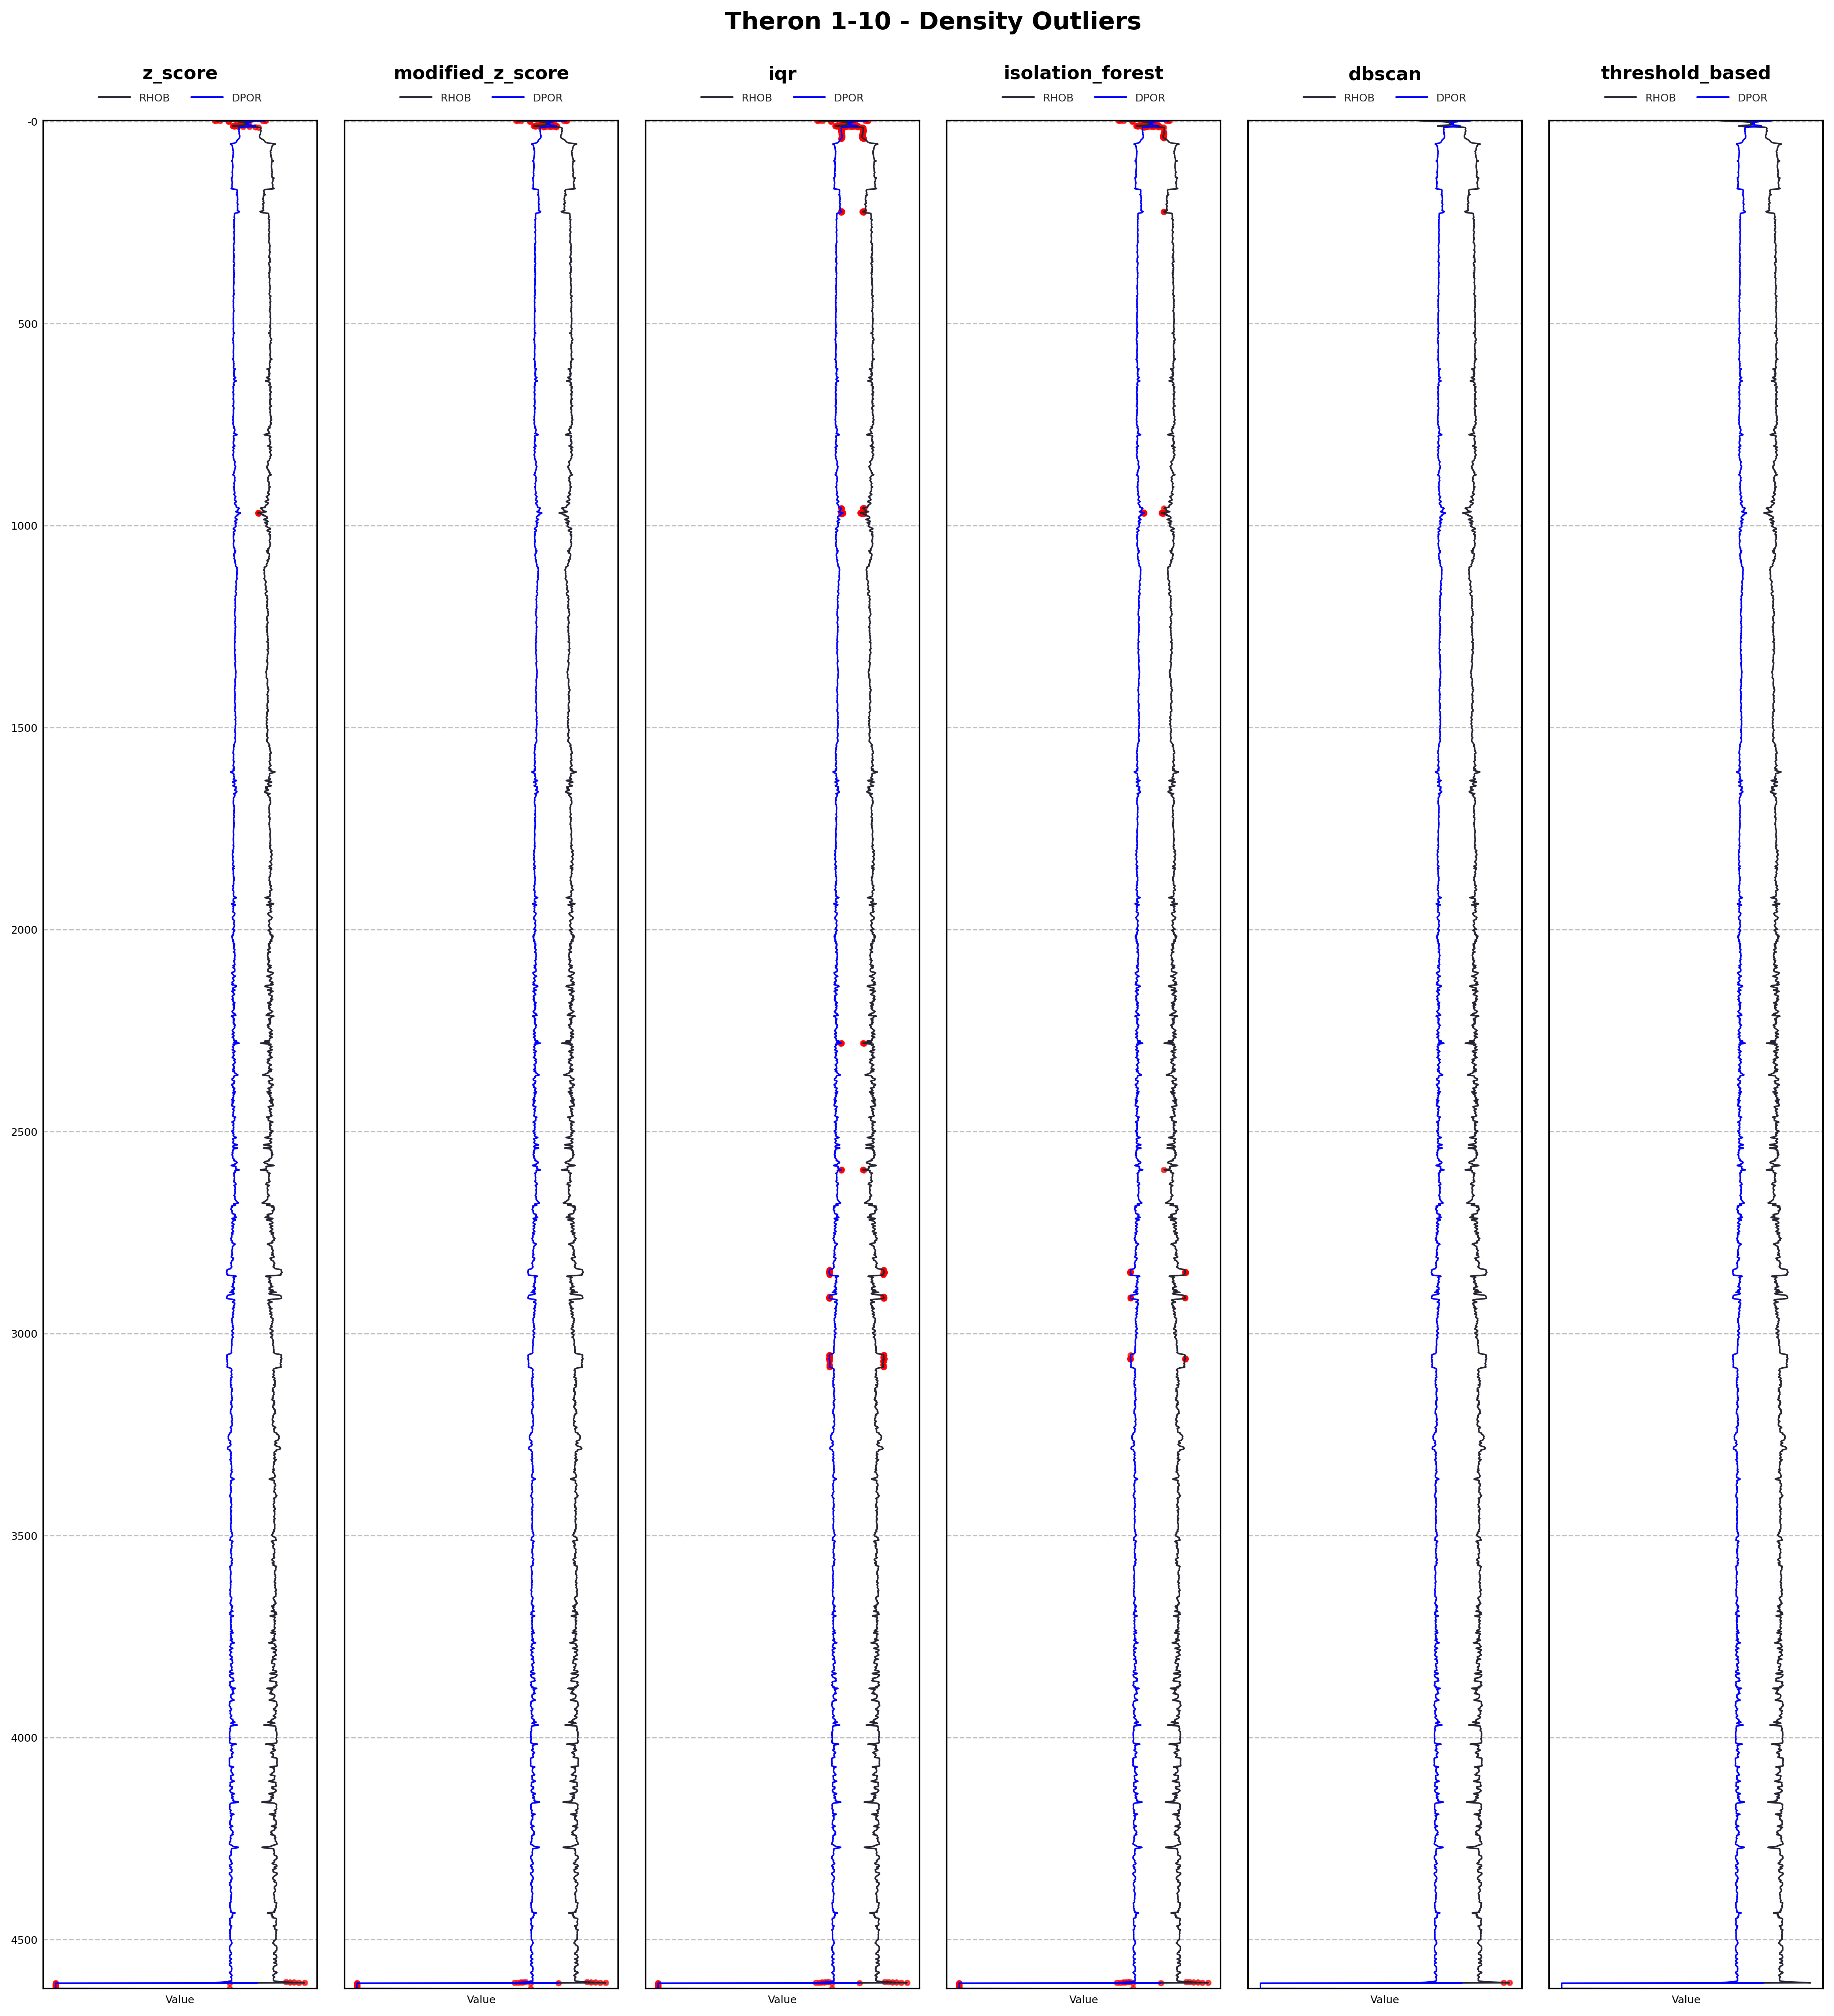 Theron 1-10 - Density Outliers
z_score modified_z_score iqr isolation_forest dbscan threshold_based
RHOB DPOR RHOB DPOR RHOB DPOR RHOB DPOR RHOB DPOR RHOB DPOR
-0
500
1000
1500
2000
2500
3000
3500
4000
4500
Value Value Value Value Value Value